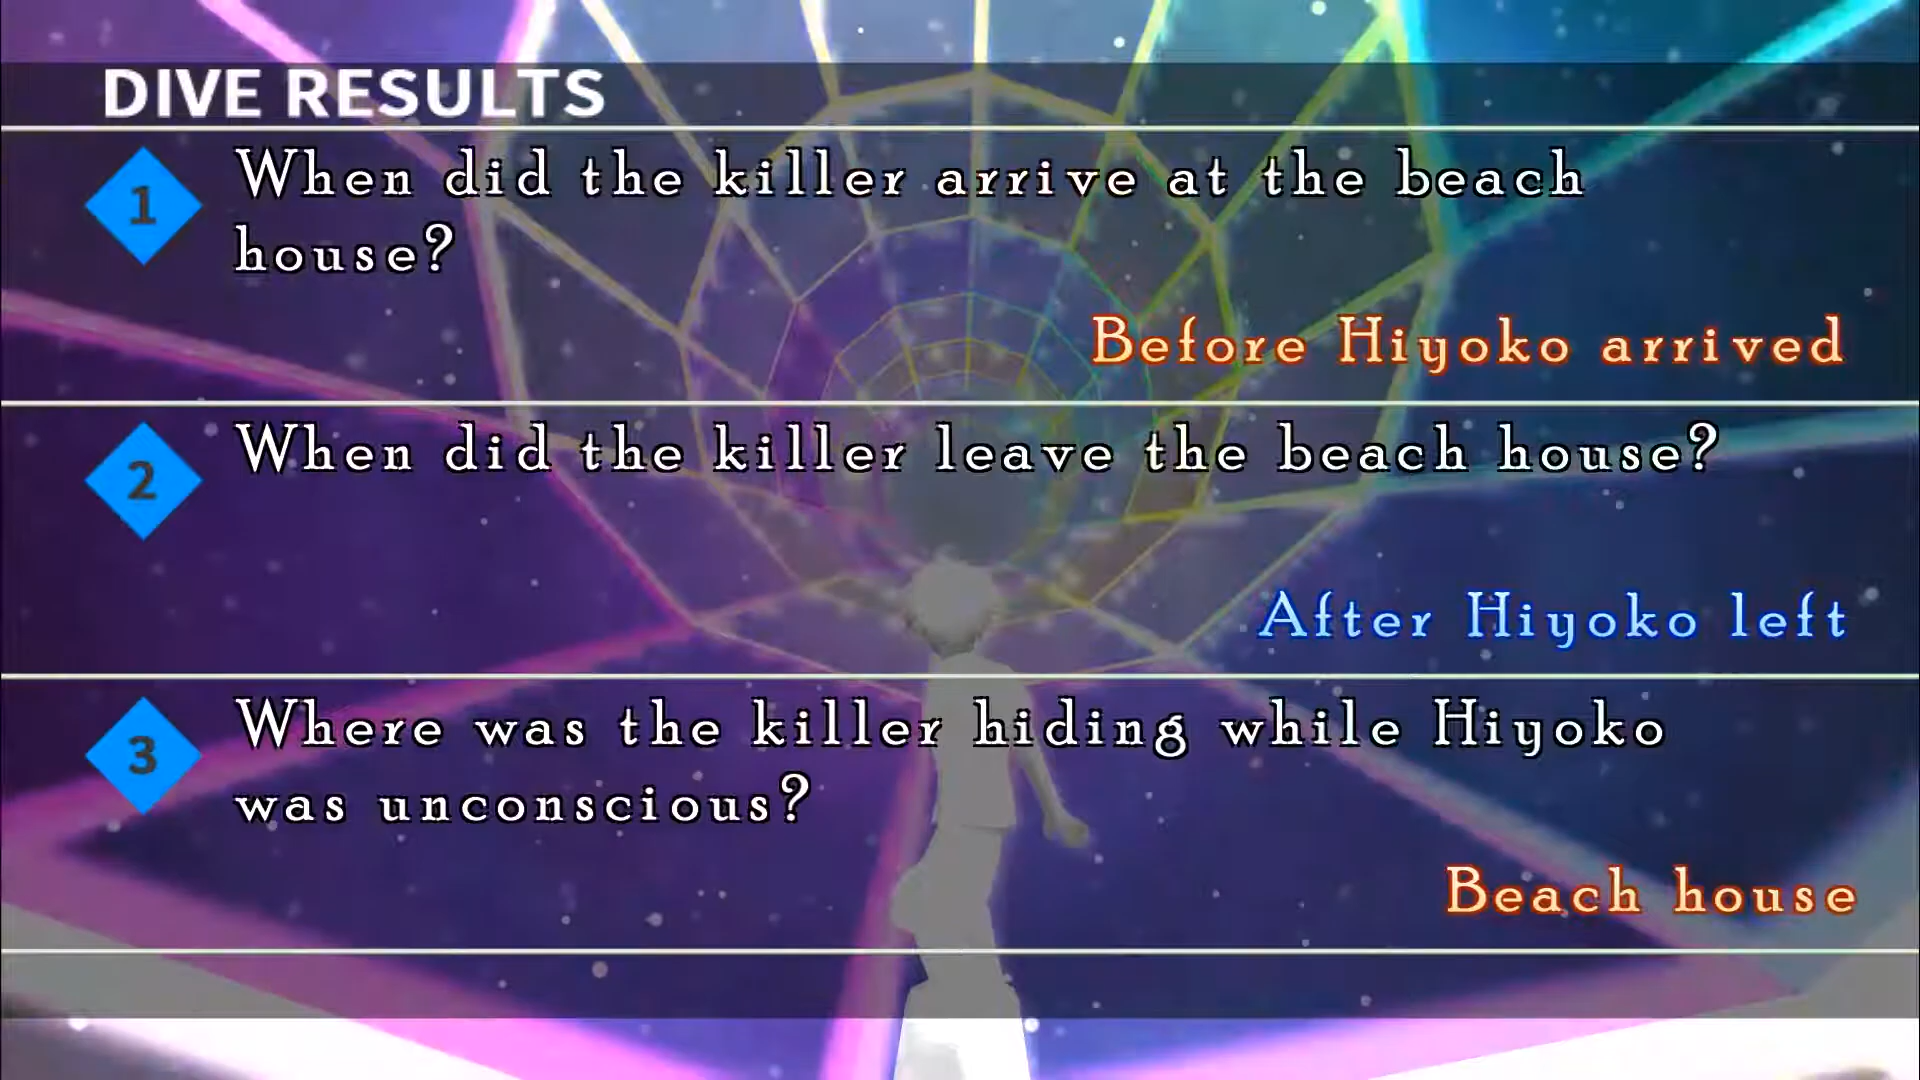 DIVE RESULTS
1
When did the killer arrive at the beach
house?
Before Hiyoko arrived
2
When did the killer leave the beach house?
After Hiyoko left
3
Where was the killer hiding while Hiyoko
was unconscious?
Beach house